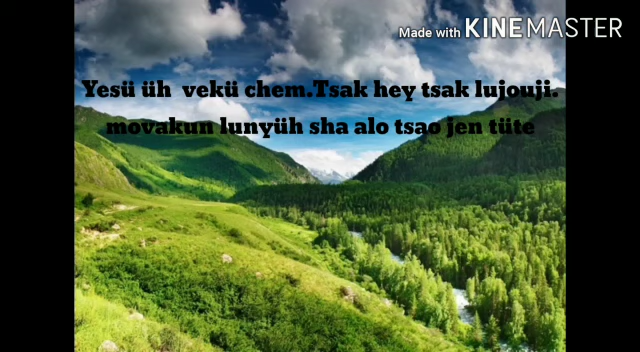 Made with KINEMASTER
Yesü üh vekü chem.Tsak hey tsak lujouji.
movakun lunyüh sha alo tsao jen tüte